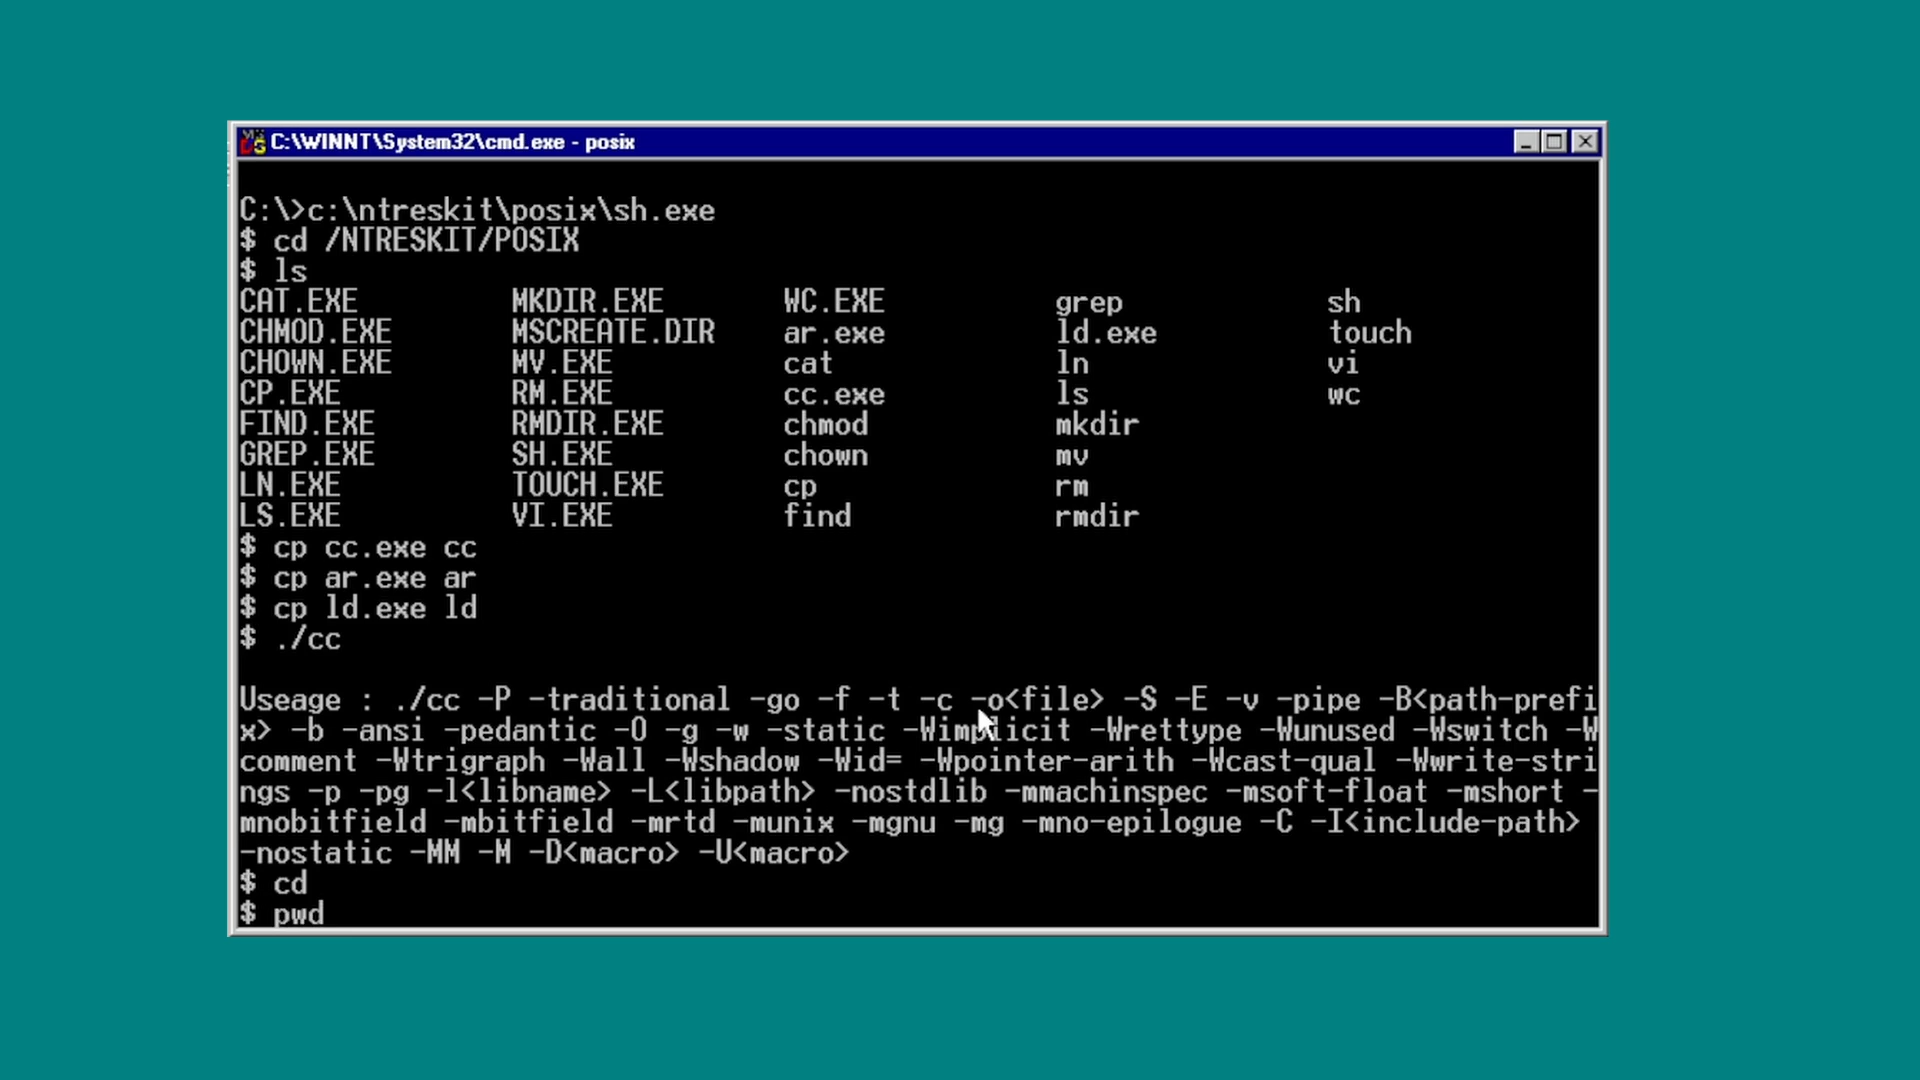 C:\WINNT\System32\cmd.exe - posix
C:\>c:\ntreskit\posix\sh.exe
$ cd /NTRESKIT/POSIX
$ ls
CAT.EXE MKDIR.EXE WC.EXE grep sh
CHMOD.EXE MSCREATE.DIR ar.exe ld.exe touch
CHOWN.EXE MV.EXE cat ln vi
CP.EXE RM.EXE cc.exe ls wc
FIND.EXE RMDIR.EXE chmod mkdir
GREP.EXE SH.EXE chown mv
LN.EXE TOUCH.EXE cp rm
LS.EXE VI.EXE find rmdir
$ cp cc.exe cc
$ cp ar.exe ar
$ cp ld.exe ld
$ ./cc
Useage : ./cc -P -traditional -go -f -t -c -o<file> -S -E -v -pipe -B<path-prefi
x> -b -ansi -pedantic -O -g -w -static -Wimplicit -Wrettype -Wunused -Wswitch -W
comment -Wtrigraph -Wall -Wshadow -Wid= -Wpointer-arith -Wcast-qual -Wwrite-stri
ngs -p -pg -l<libname> -L<libpath> -nostdlib -mmachinspec -msoft-float -mshort -
mnobitfield -mbitfield -mrtd -munix -mgnu -mg -mno-epilogue -C -I<include-path>
-nostatic -MM -M -D<macro> -U<macro>
$ cd
$ pwd